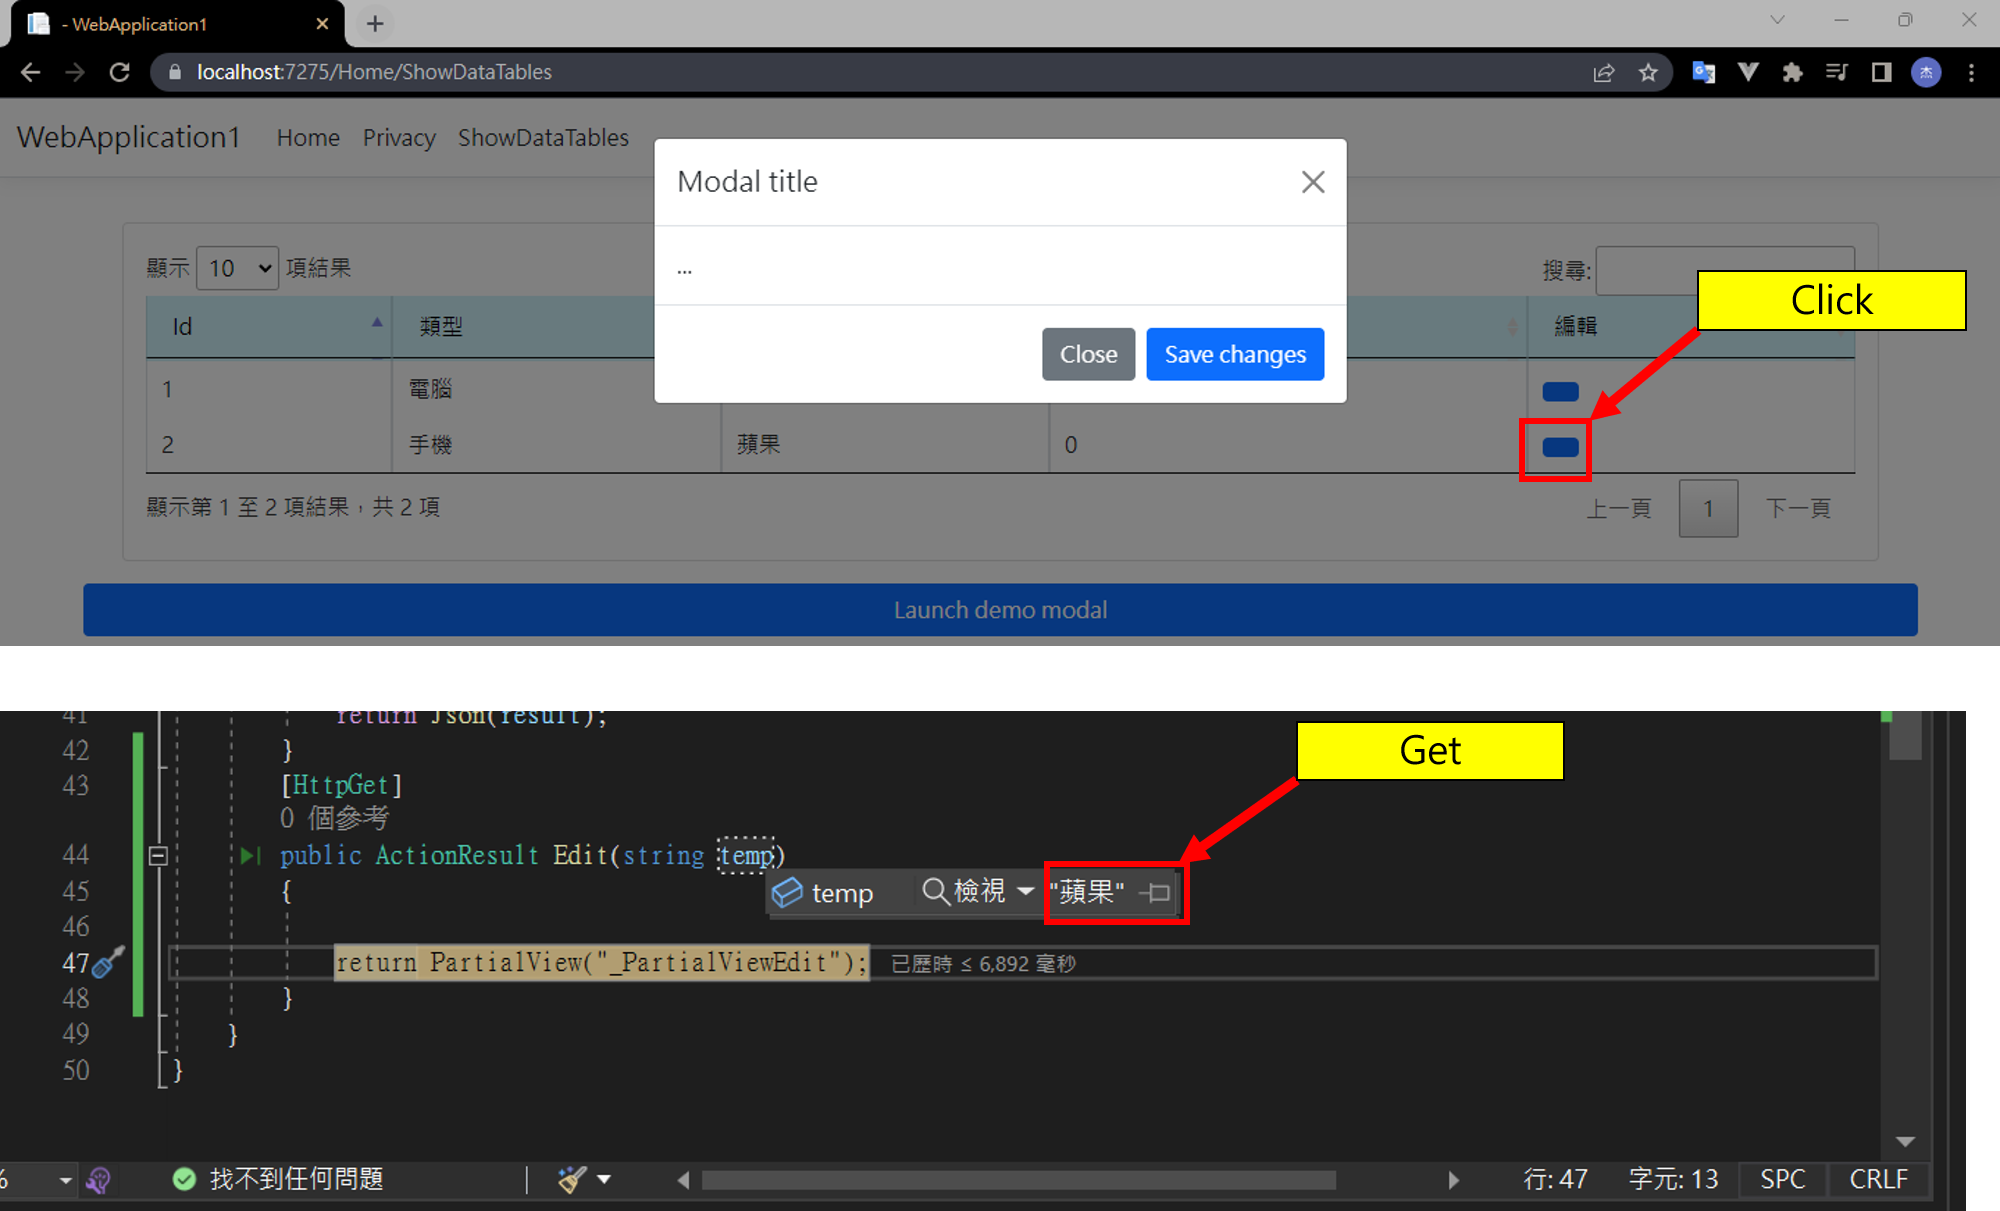 - WebApplication1
localhost:7275/Home/ShowDataTables
杰
WebApplication1 Home Privacy ShowDataTables
Modal title
...
Close Save changes
顯示 10 項結果
搜尋:
Click
Id 類型 編輯
1 電腦
2 手機 蘋果 0
顯示第 1 至 2 項結果，共 2 項
上一頁 1 下一頁
Launch demo modal
41 return Json(result);
42 }
43 [HttpGet]
0 個參考
44 public ActionResult Edit(string temp)
45 {
temp 檢視 "蘋果"
Get
46
47 return PartialView("_PartialViewEdit"); 已歷時 ≤ 6,892 毫秒
48 }
49 }
50 }
% 找不到任何問題 行: 47 字元: 13 SPC CRLF